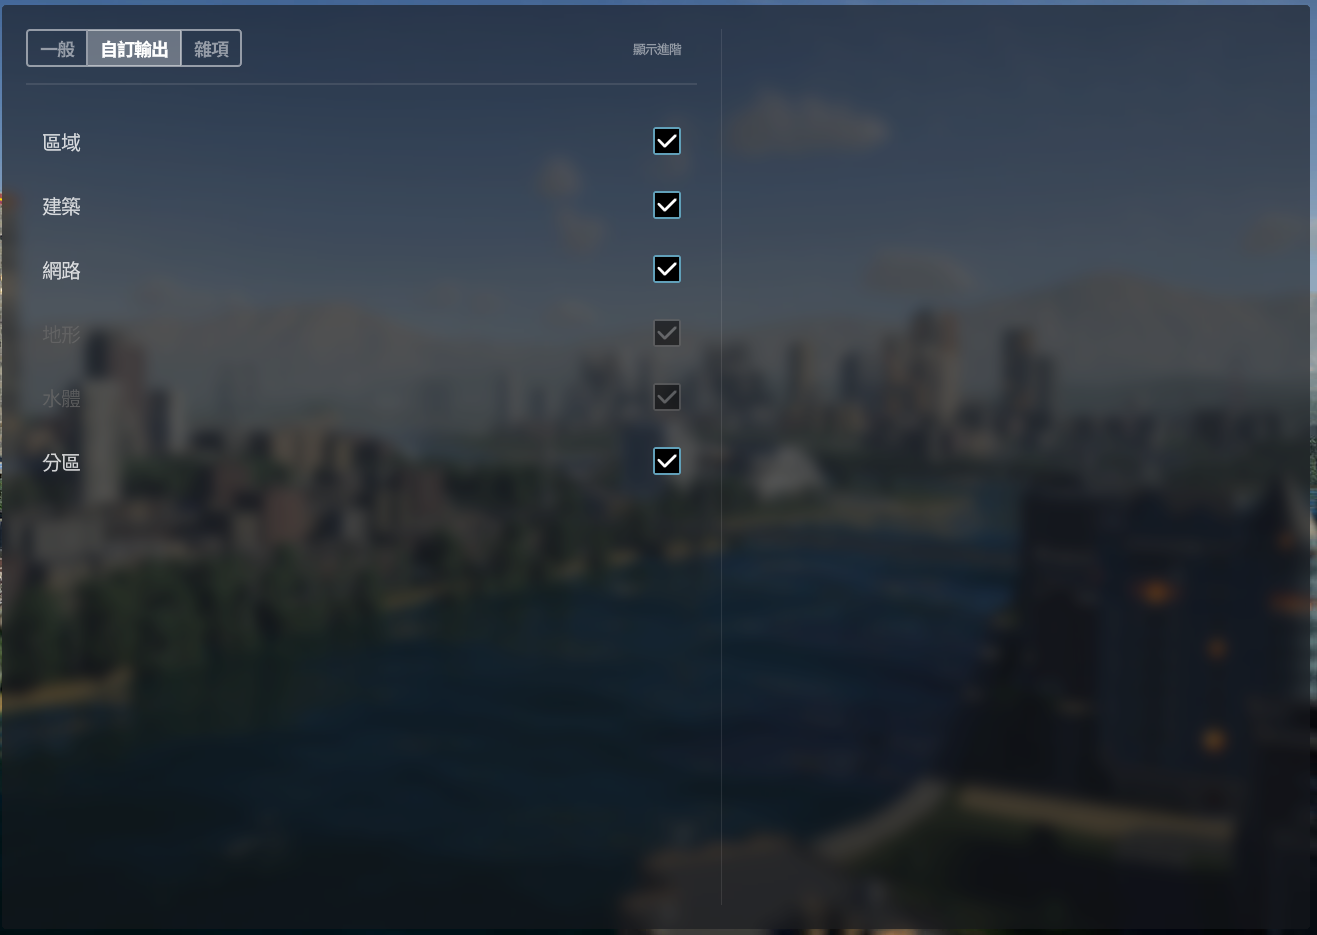 一般 自訂輸出 雜項 顯示進階
區域
建築
網路
地形
水體
分區